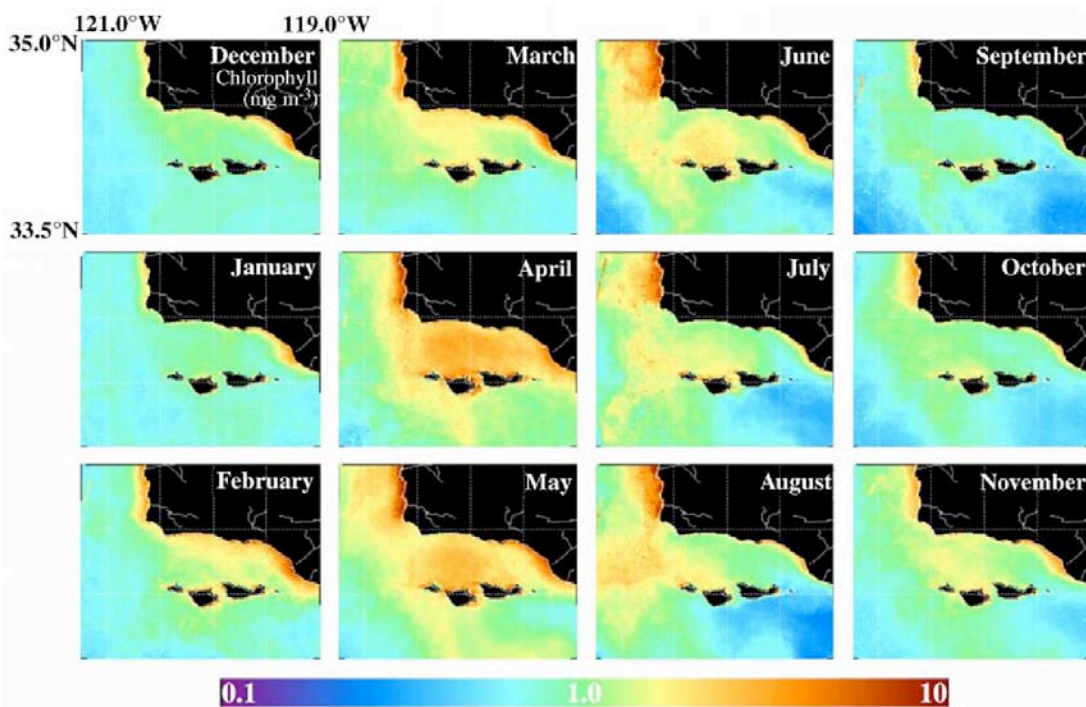 121.0°W 119.0°W
35.0°N
December
Chlorophyll
(mg m⁻³)
March
June
September
33.5°N
January
April
July
October
February
May
August
November
0.1 1.0 10